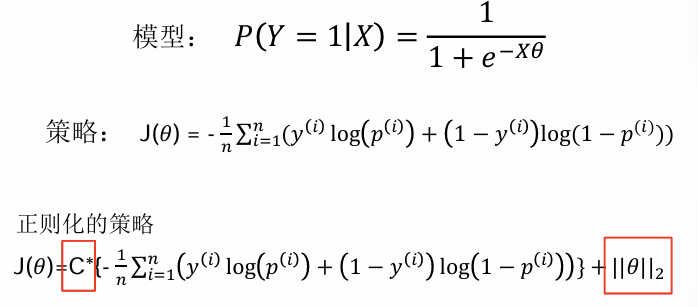 模型： P(Y = 1|X) = 1 / (1 + e^{-Xθ})
策略： J(θ) = - 1/n ∑_{i=1}^{n}(y^{(i)} log(p^{(i)}) + (1 − y^{(i)})log(1 − p^{(i)}))
正则化的策略
J(θ)=C*{- 1/n ∑_{i=1}^{n}(y^{(i)} log(p^{(i)}) + (1 − y^{(i)}) log(1 − p^{(i)}))} + ||θ||_2